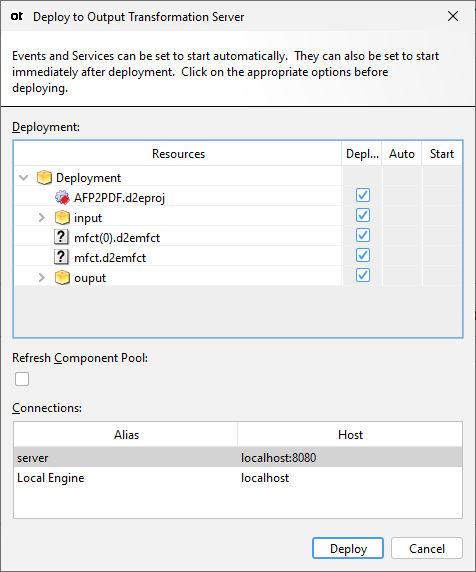 ot Deploy to Output Transformation Server
Events and Services can be set to start automatically. They can also be set to start
immediately after deployment. Click on the appropriate options before
deploying.
Deployment:
Resources Depl... Auto Start
Deployment
AFP2PDF.d2eproj
input
? mfct(0).d2emfct
? mfct.d2emfct
ouput
Refresh Component Pool:
Connections:
Alias Host
server localhost:8080
Local Engine localhost
Deploy Cancel